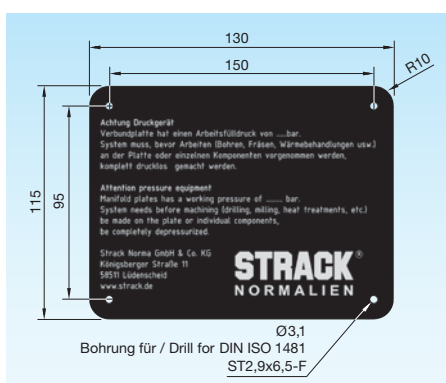 130
150
R10
115
95
Achtung Druckgerät
Verbundplatte hat einen Arbeitsfülldruck von .....bar.
System muss, bevor Arbeiten (Bohren, Fräsen, Wärmebehandlungen usw.)
an der Platte oder einzelnen Komponenten vorgenommen werden,
komplett drucklos gemacht werden.
Attention pressure equipment
Manifold plates has a working pressure of ........ bar.
System needs before machining (drilling, milling, heat treatments, etc.)
be made on the plate or individual components,
be completely depressurized.
Strack Norma GmbH & Co. KG
Königsberger Straße 11
58511 Lüdenscheid
www.strack.de
STRACK®
NORMALIEN
Ø3,1
Bohrung für / Drill for DIN ISO 1481
ST2,9x6,5-F